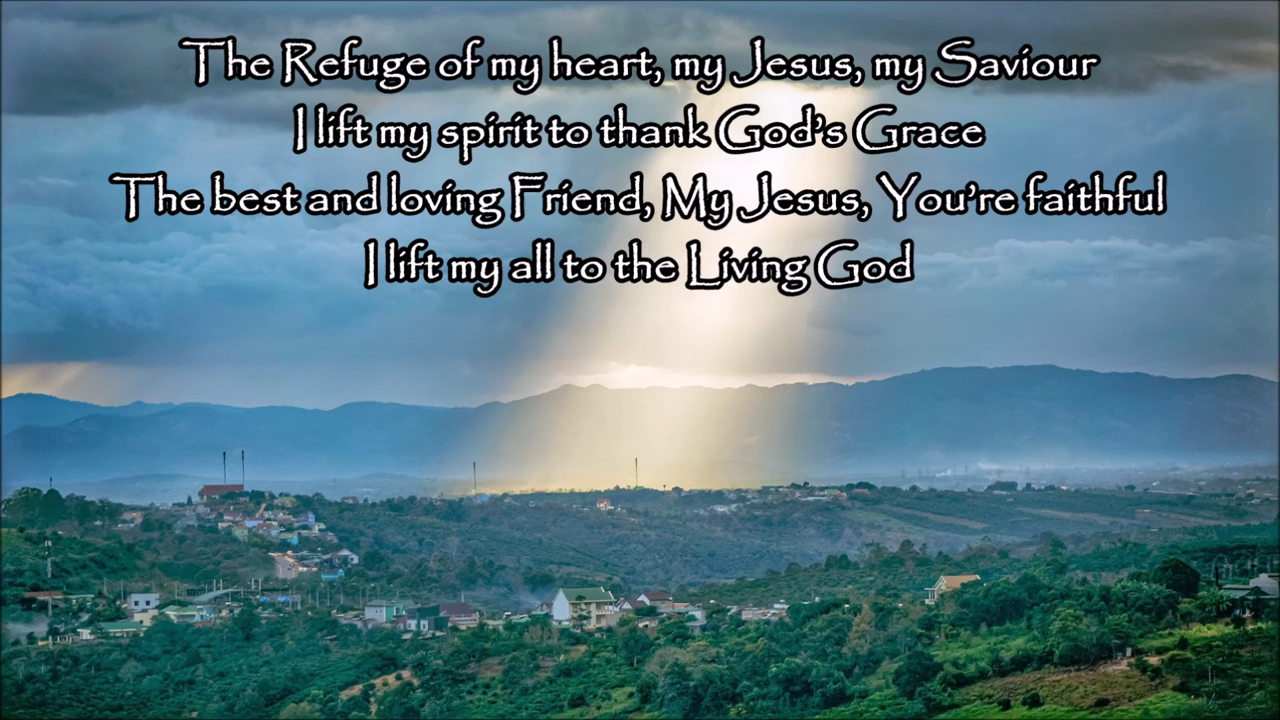 The Refuge of my heart, my Jesus, my Saviour
I lift my spirit to thank God's Grace
The best and loving Friend, My Jesus, You're faithful
I lift my all to the Living God